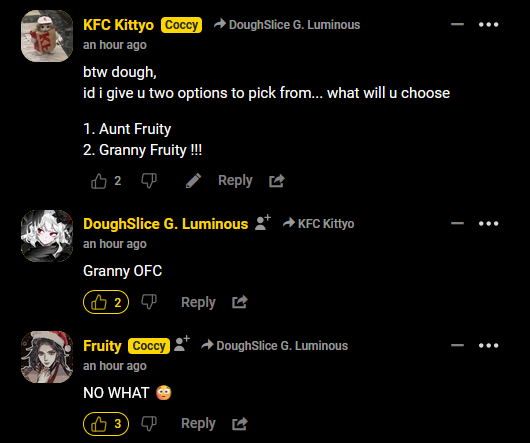 KFC Kittyo Coccy DoughSlice G. Luminous
an hour ago
btw dough,
id i give u two options to pick from... what will u choose
1. Aunt Fruity
2. Granny Fruity !!!
2 Reply
DoughSlice G. Luminous KFC Kittyo
an hour ago
Granny OFC
2 Reply
Fruity Coccy DoughSlice G. Luminous
an hour ago
NO WHAT 😳
3 Reply